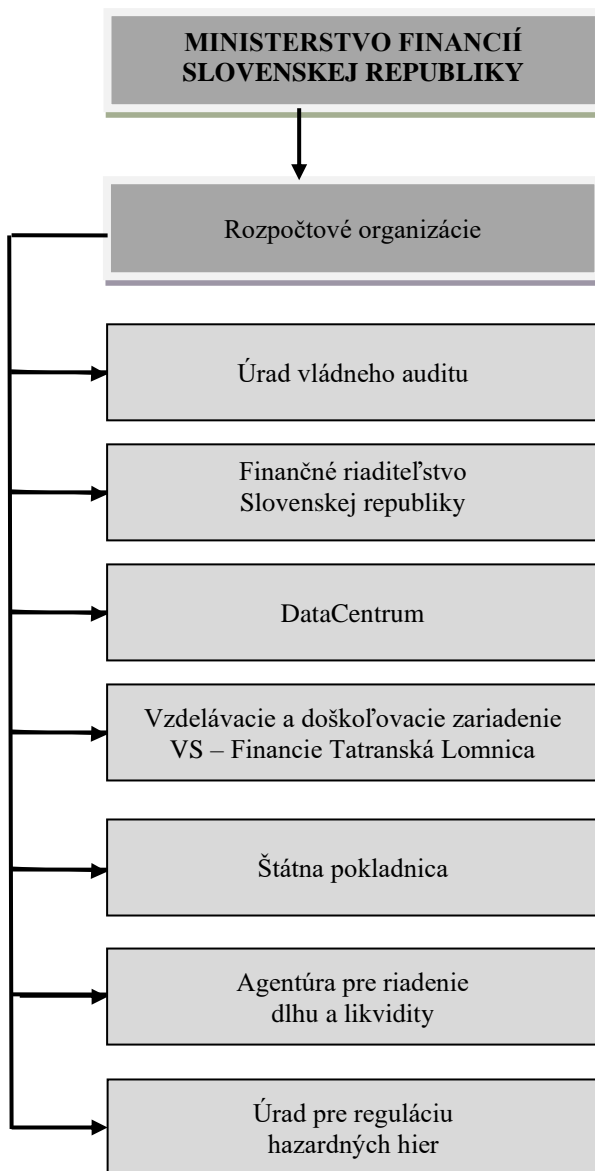 MINISTERSTVO FINANCIÍ
SLOVENSKEJ REPUBLIKY
Rozpočtové organizácie
Úrad vládneho auditu
Finančné riaditeľstvo
Slovenskej republiky
DataCentrum
Vzdelávacie a doškoľovacie zariadenie
VS – Financie Tatranská Lomnica
Štátna pokladnica
Agentúra pre riadenie
dlhu a likvidity
Úrad pre reguláciu
hazardných hier